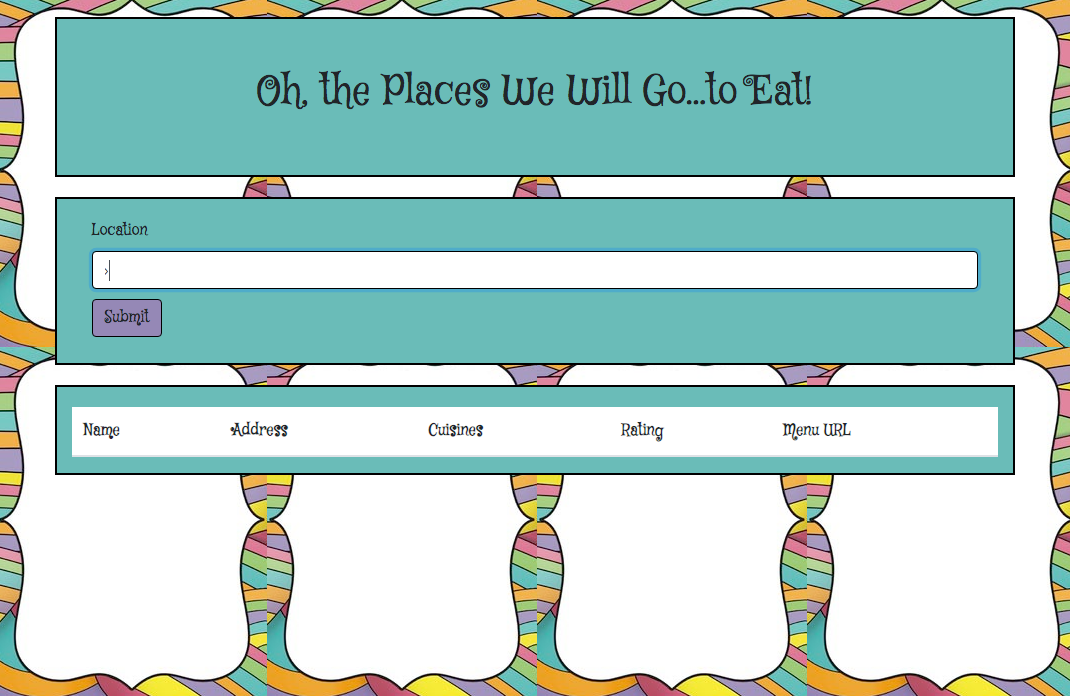 Oh, the Places We Will Go...to Eat!
Location
>
Submit
Name Address Cuisines Rating Menu URL